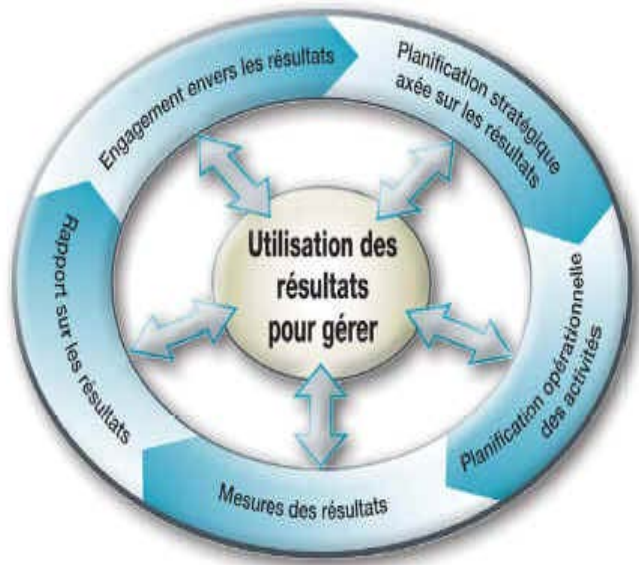 Engagement envers les résultats
Planification stratégique
axée sur les résultats
Planification opérationnelle
des activités
Mesures des résultats
Rapport sur les résultats
Utilisation des
résultats
pour gérer